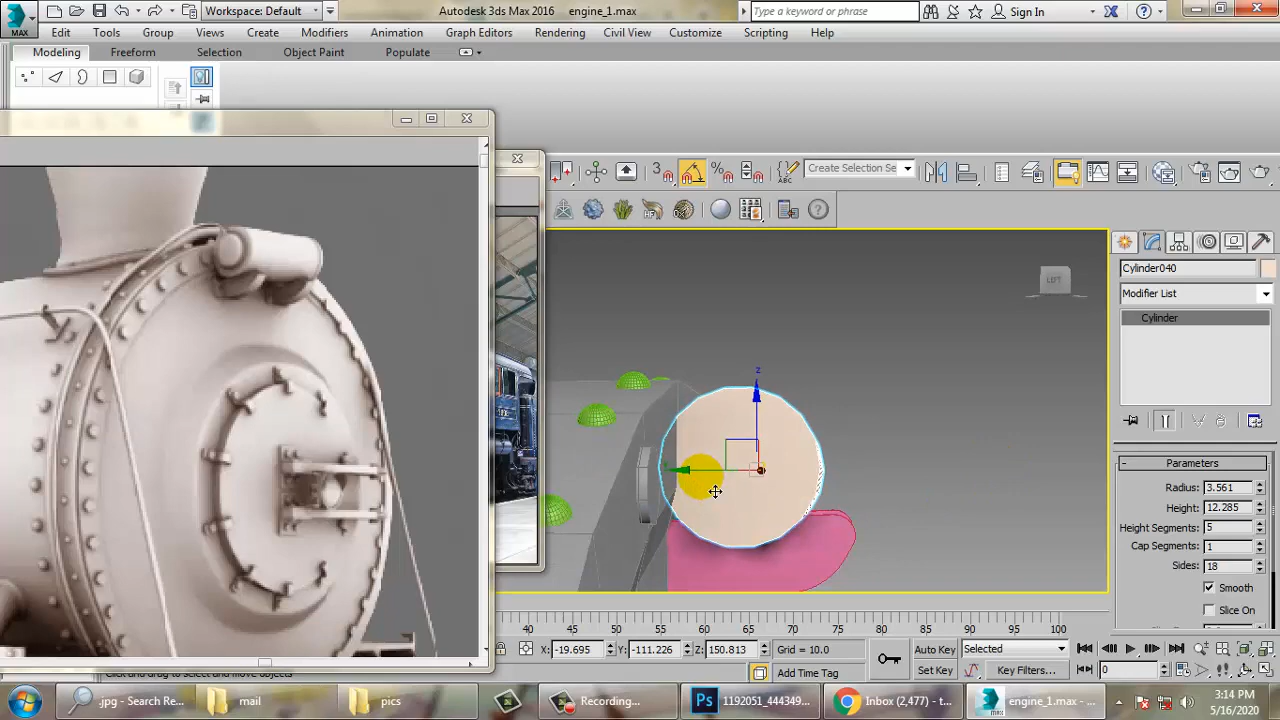 Workspace: Default
Autodesk 3ds Max 2016 engine_1.max
Type a keyword or phrase
Sign In
MAX
Edit Tools Group Views Create Modifiers Animation Graph Editors Rendering Civil View Customize Scripting Help
Modeling Freeform Selection Object Paint Populate
3
Create Selection Se
LEFT
z
Cylinder040
Modifier List
Cylinder
Parameters
Radius: 3.561
Height: 12.285
Height Segments: 5
Cap Segments: 1
Sides: 18
Smooth
Slice On
40 45 50 55 60 65 70 75 80 85 90 95 100
X: -19.695 Y: -111.226 Z: 150.813 Grid = 10.0
Auto Key Selected
Add Time Tag
Set Key Key Filters...
0
.jpg - Search Re...
mail
pics
Recording...
Ps 1192051_444349...
Inbox (2,477) - t...
engine_1.max - ...
3:14 PM
5/16/2020